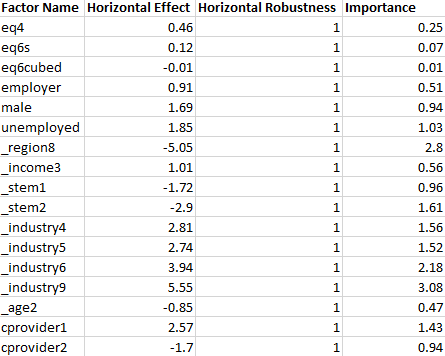 Factor Name Horizontal Effect Horizontal Robustness Importance
eq4 0.46 1 0.25
eq6s 0.12 1 0.07
eq6cubed -0.01 1 0.01
employer 0.91 1 0.51
male 1.69 1 0.94
unemployed 1.85 1 1.03
_region8 -5.05 1 2.8
_income3 1.01 1 0.56
_stem1 -1.72 1 0.96
_stem2 -2.9 1 1.61
_industry4 2.81 1 1.56
_industry5 2.74 1 1.52
_industry6 3.94 1 2.18
_industry9 5.55 1 3.08
_age2 -0.85 1 0.47
cprovider1 2.57 1 1.43
cprovider2 -1.7 1 0.94